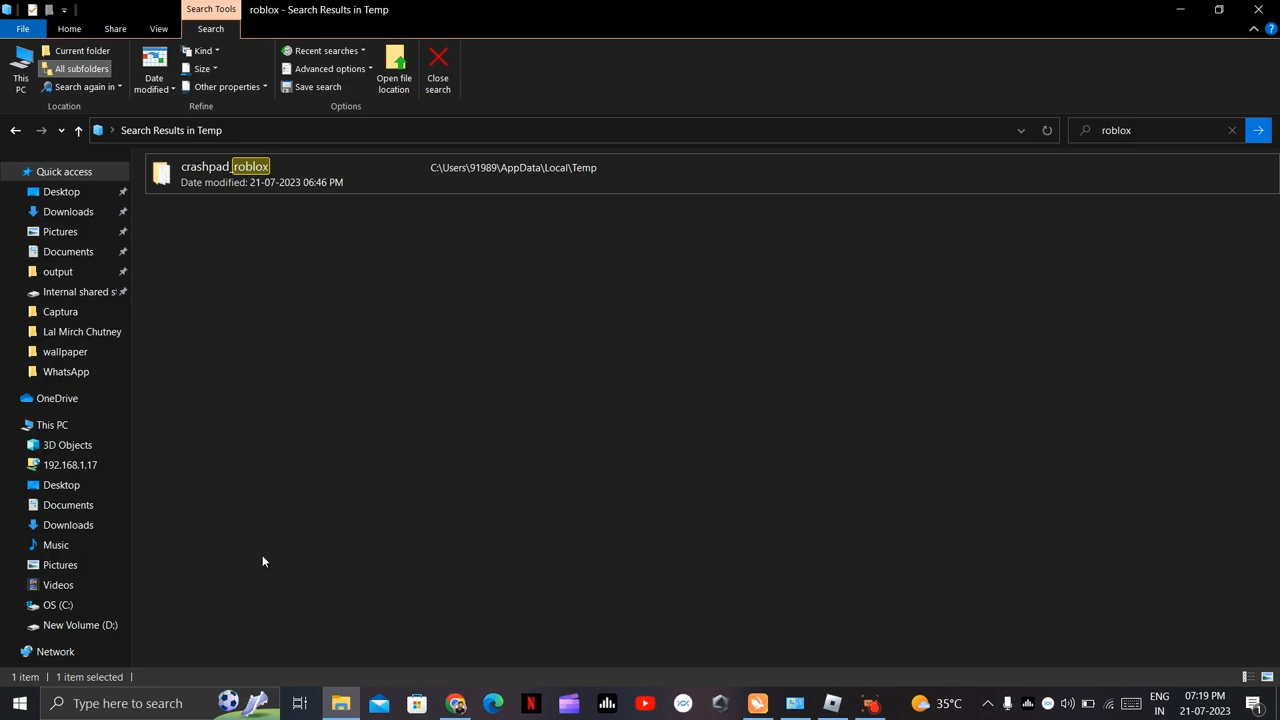 Search Tools
roblox - Search Results in Temp
File
Home
Share
View
Search
This PC
Current folder
All subfolders
Search again in
Location
Date modified
Kind
Size
Other properties
Refine
Recent searches
Advanced options
Save search
Options
Open file location
Close search
Search Results in Temp
roblox
Quick access
Desktop
Downloads
Pictures
Documents
output
Internal shared s
Captura
Lal Mirch Chutney
wallpaper
WhatsApp
OneDrive
This PC
3D Objects
192.168.1.17
Desktop
Documents
Downloads
Music
Pictures
Videos
OS (C:)
New Volume (D:)
Network
crashpad_roblox
C:\Users\91989\AppData\Local\Temp
Date modified: 21-07-2023 06:46 PM
1 item
1 item selected
Type here to search
35°C
ENG
IN
07:19 PM
21-07-2023
1